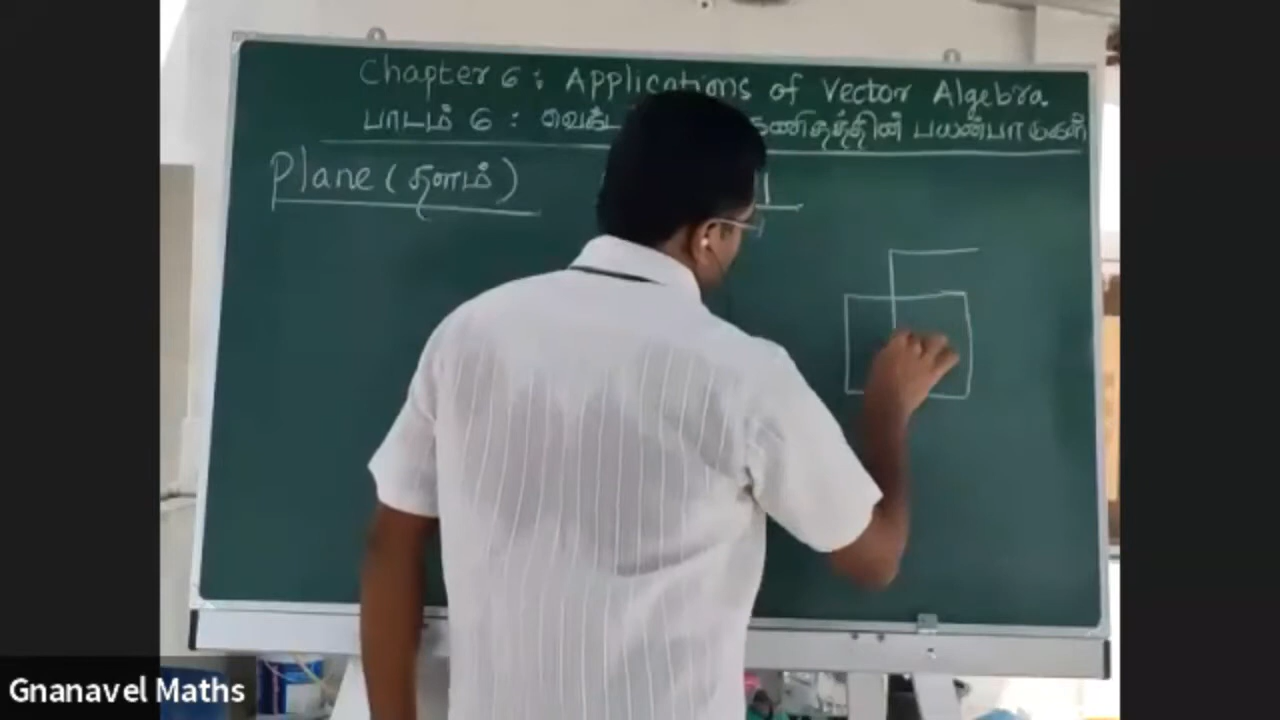 Chapter 6 : Applications of Vector Algebra
பாடம் 6 : கணிதத்தின் பயன்பாடுகள்
Plane (தளம்)
Gnanavel Maths